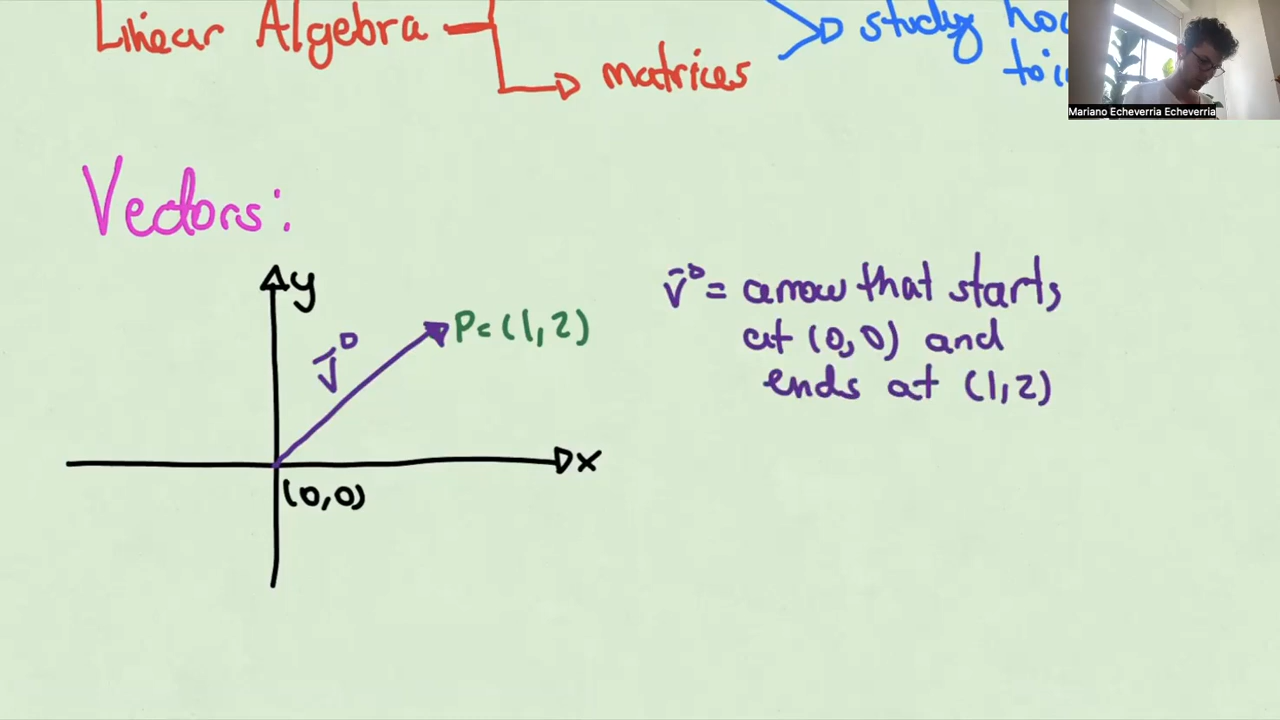 Linear Algebra
matrices
study
Mariano Echeverria Echeverria
Vectors:
y
v
P=(1,2)
x
(0,0)
v = arrow that starts
at (0,0) and
ends at (1,2)